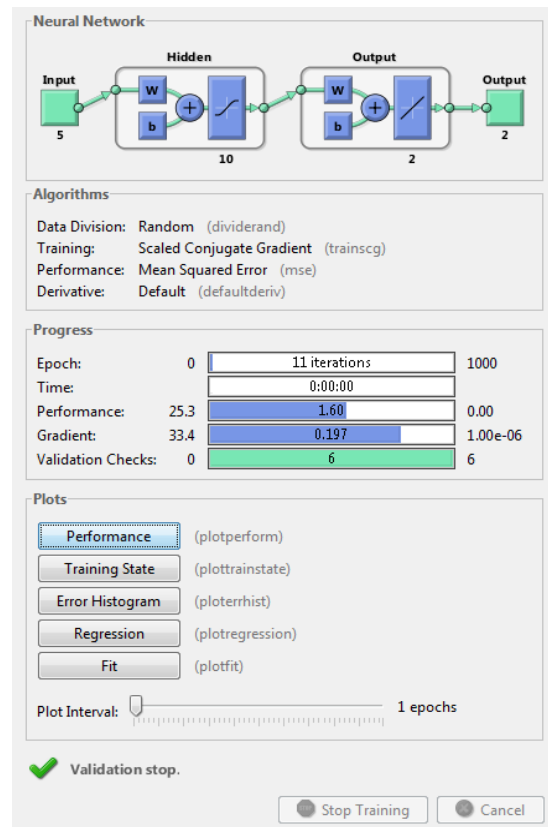 Neural Network
Hidden Output
Input Output
W W
b b
5 10 2 2
Algorithms
Data Division: Random (dividerand)
Training: Scaled Conjugate Gradient (trainscg)
Performance: Mean Squared Error (mse)
Derivative: Default (defaultderiv)
Progress
Epoch: 0 11 iterations 1000
Time: 0:00:00
Performance: 25.3 1.60 0.00
Gradient: 33.4 0.197 1.00e-06
Validation Checks: 0 6 6
Plots
Performance (plotperform)
Training State (plottrainstate)
Error Histogram (ploterrhist)
Regression (plotregression)
Fit (plotfit)
Plot Interval: 1 epochs
Validation stop.
Stop Training Cancel